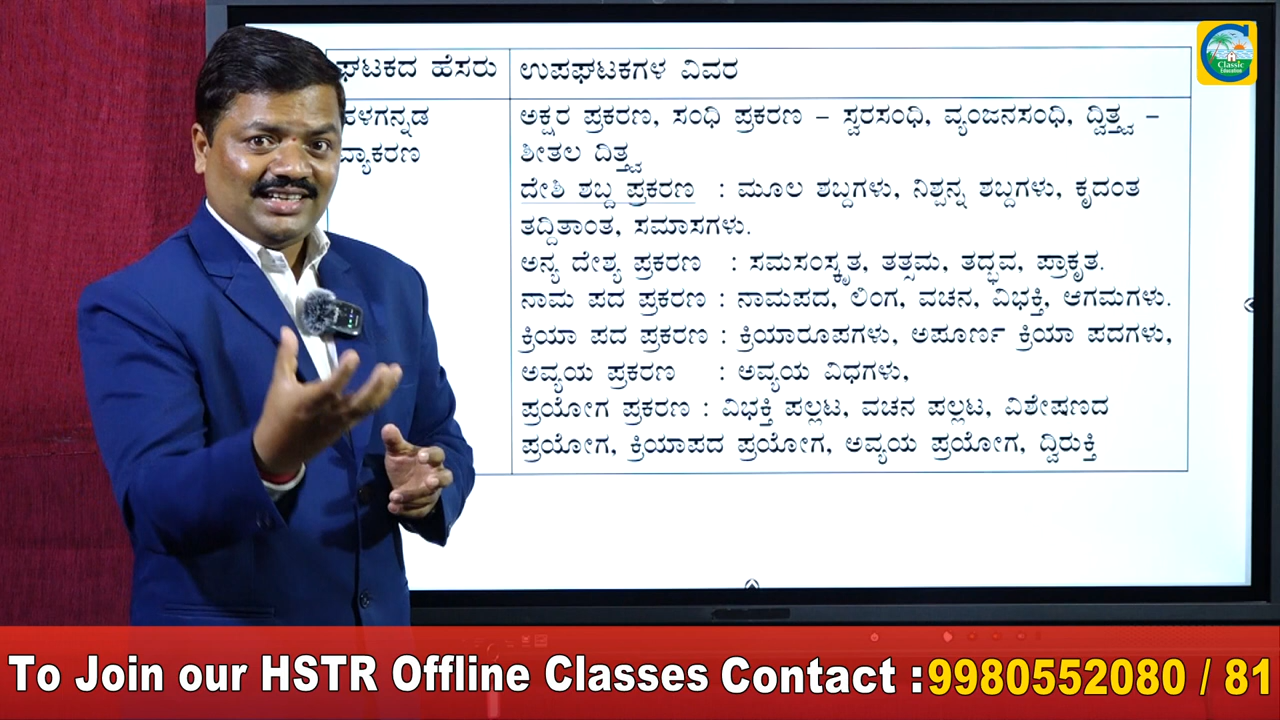 ಘಟಕದ ಹೆಸರು ಉಪಘಟಕಗಳ ವಿವರ
Classic
Education
ಹಳಗನ್ನಡ ಅಕ್ಷರ ಪ್ರಕರಣ, ಸಂಧಿ ಪ್ರಕರಣ – ಸ್ವರಸಂಧಿ, ವ್ಯಂಜನಸಂಧಿ, ದ್ವಿತ್ತ್ವ –
ವ್ಯಾಕರಣ ಶೀತಲ ದಿತ್ತ್ವ
ದೇಶಿ ಶಬ್ದ ಪ್ರಕರಣ : ಮೂಲ ಶಬ್ದಗಳು, ನಿಶ್ಪನ್ನ ಶಬ್ದಗಳು, ಕೃದಂತ
ತದ್ದಿತಾಂತ, ಸಮಾಸಗಳು.
ಅನ್ಯ ದೇಶ್ಯ ಪ್ರಕರಣ : ಸಮಸಂಸ್ಕೃತ, ತತ್ಸಮ, ತದ್ಭವ, ಪ್ರಾಕೃತ.
ನಾಮ ಪದ ಪ್ರಕರಣ : ನಾಮಪದ, ಲಿಂಗ, ವಚನ, ವಿಭಕ್ತಿ, ಆಗಮಗಳು.
ಕ್ರಿಯಾ ಪದ ಪ್ರಕರಣ : ಕ್ರಿಯಾರೂಪಗಳು, ಅಪೂರ್ಣ ಕ್ರಿಯಾ ಪದಗಳು,
ಅವ್ಯಯ ಪ್ರಕರಣ : ಅವ್ಯಯ ವಿಧಗಳು,
ಪ್ರಯೋಗ ಪ್ರಕರಣ : ವಿಭಕ್ತಿ ಪಲ್ಲಟ, ವಚನ ಪಲ್ಲಟ, ವಿಶೇಷಣದ
ಪ್ರಯೋಗ, ಕ್ರಿಯಾಪದ ಪ್ರಯೋಗ, ಅವ್ಯಯ ಪ್ರಯೋಗ, ದ್ವಿರುಕ್ತಿ
To Join our HSTR Offline Classes Contact :9980552080 / 81